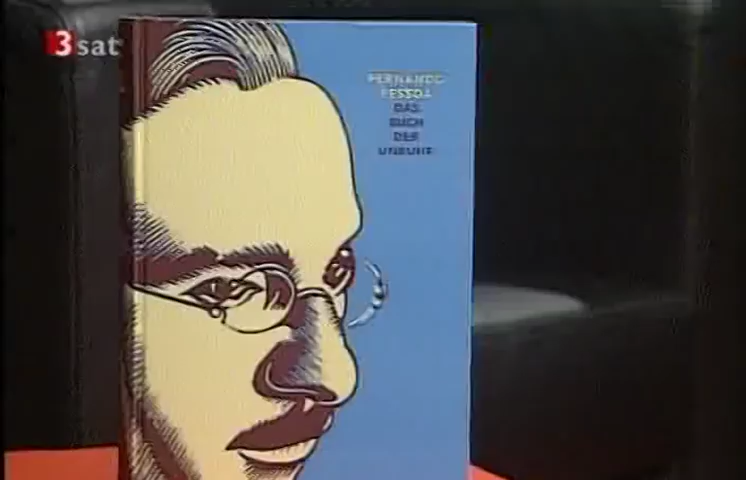 3sat
FERNANDO
PESSOA
DAS
BUCH
DER
UNRUHE